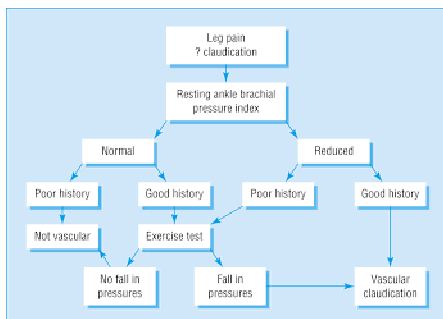 Leg pain
? claudication
Resting ankle brachial
pressure index
Normal
Reduced
Poor history
Good history
Poor history
Good history
Not vascular
Exercise test
No fall in
pressures
Fall in
pressures
Vascular
claudication